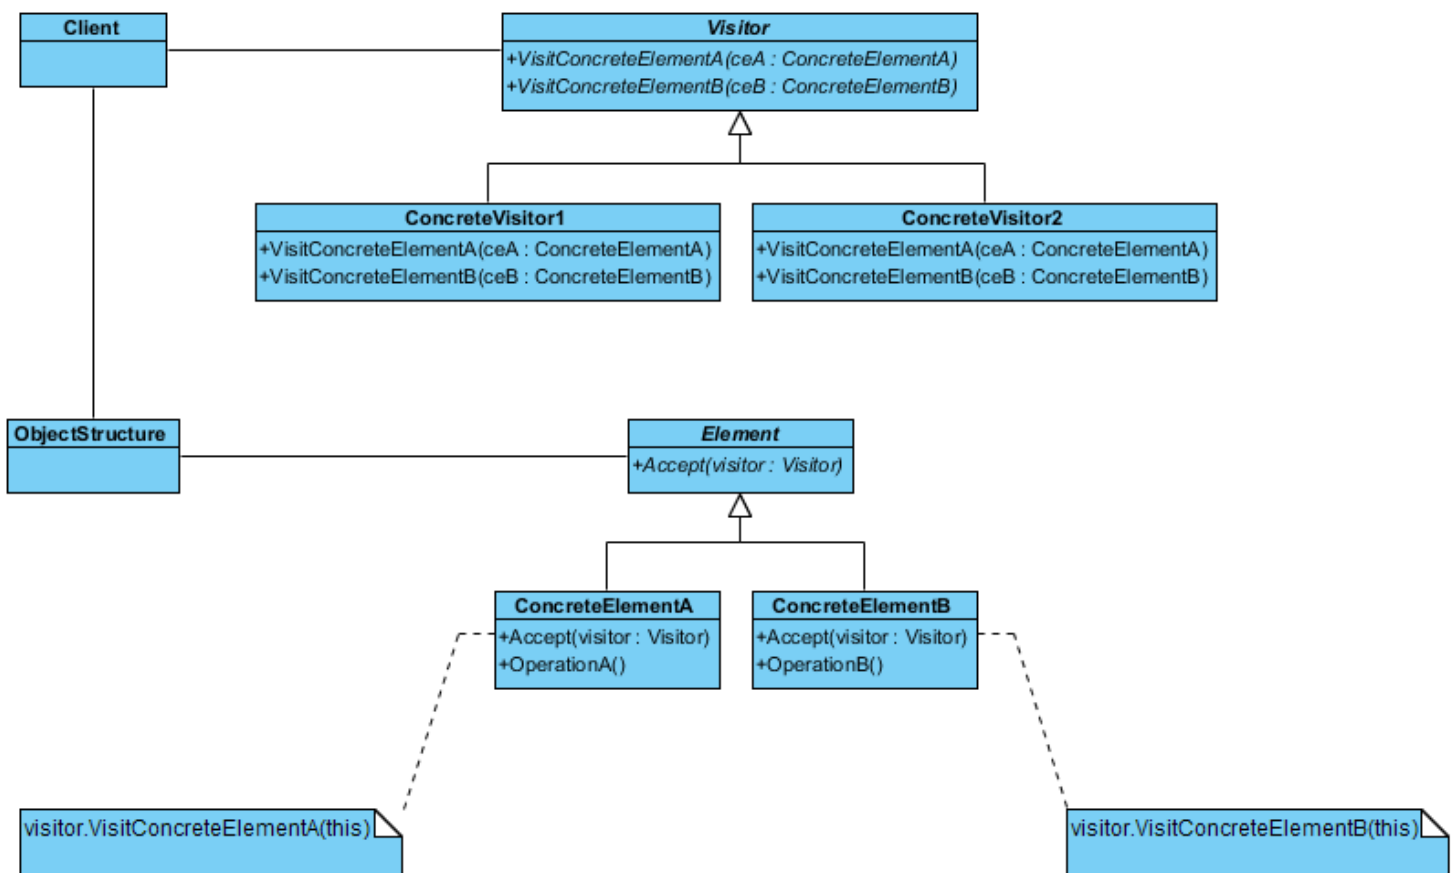 Client
Visitor
+VisitConcreteElementA(ceA : ConcreteElementA)
+VisitConcreteElementB(ceB : ConcreteElementB)
ConcreteVisitor1
+VisitConcreteElementA(ceA : ConcreteElementA)
+VisitConcreteElementB(ceB : ConcreteElementB)
ConcreteVisitor2
+VisitConcreteElementA(ceA : ConcreteElementA)
+VisitConcreteElementB(ceB : ConcreteElementB)
ObjectStructure
Element
+Accept(visitor : Visitor)
ConcreteElementA
+Accept(visitor : Visitor)
+OperationA()
ConcreteElementB
+Accept(visitor : Visitor)
+OperationB()
visitor.VisitConcreteElementA(this)
visitor.VisitConcreteElementB(this)